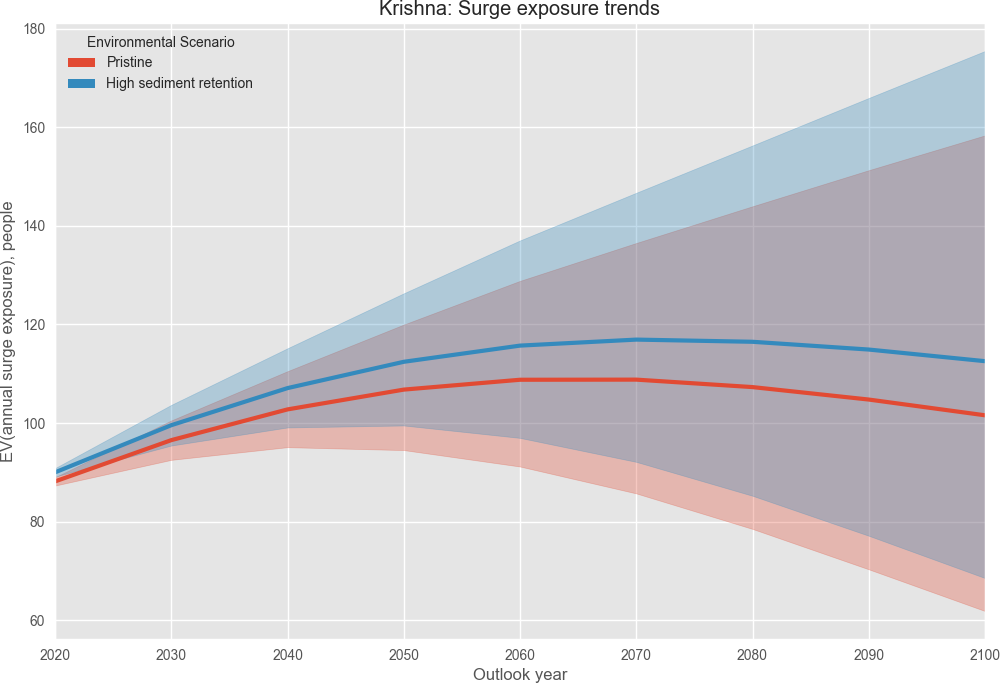 Krishna: Surge exposure trends
Environmental Scenario
Pristine
High sediment retention
EV(annual surge exposure), people
180
160
140
120
100
80
60
2020 2030 2040 2050 2060 2070 2080 2090 2100
Outlook year